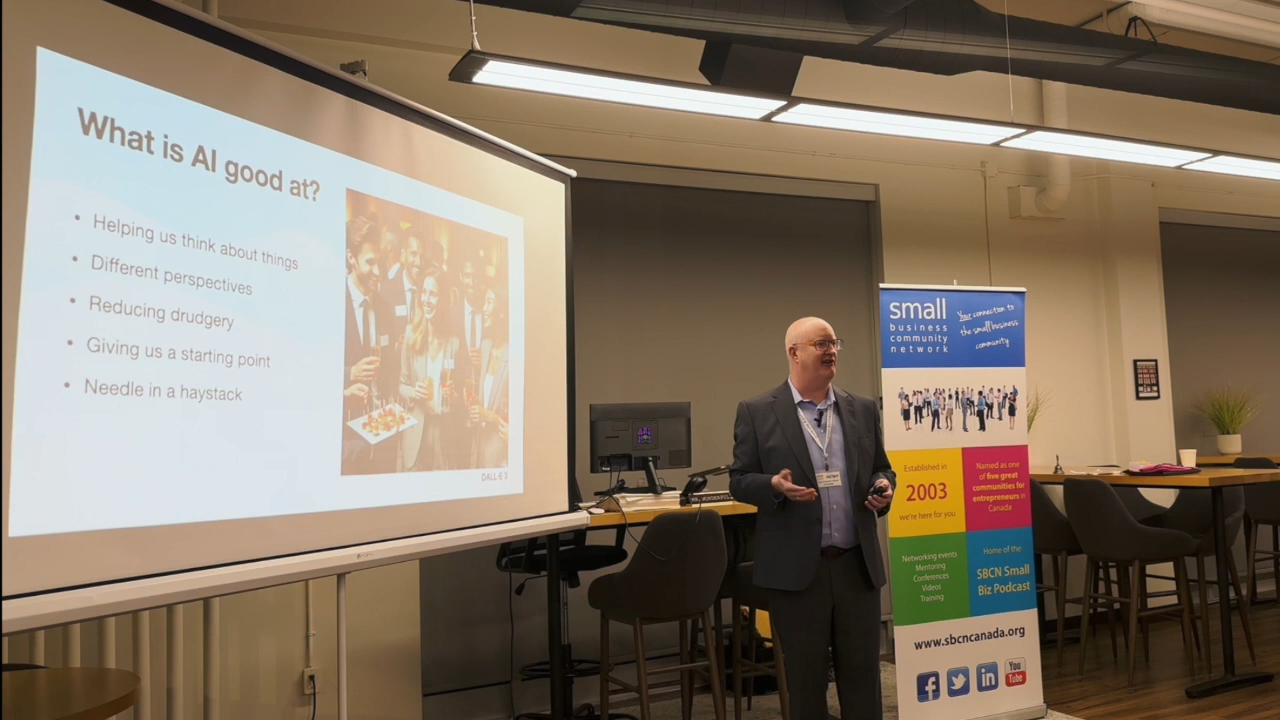 What is AI good at?
• Helping us think about things
• Different perspectives
• Reducing drudgery
• Giving us a starting point
• Needle in a haystack
DALL·E 3
small
business
community
network
Your connection to
the small business
community
Established in
2003
we're here for you
Named as one
of five great
communities for
entrepreneurs in
Canada
Networking events
Mentoring
Conferences
Videos
Training
Home of the
SBCN Small
Biz Podcast
www.sbcncanada.org
f
in
You
Tube